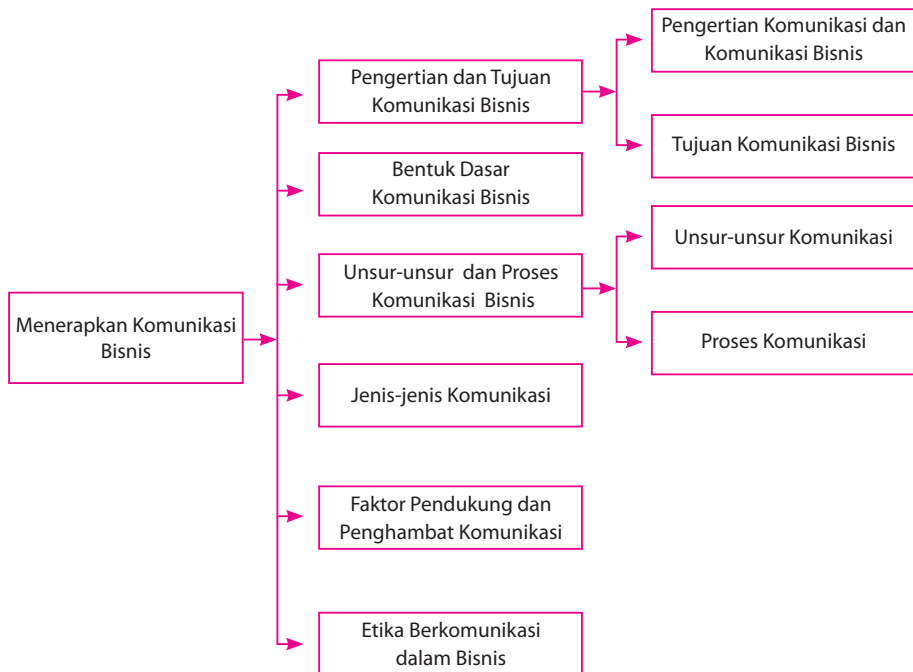 Menerapkan Komunikasi
Bisnis
Pengertian dan Tujuan
Komunikasi Bisnis
Pengertian Komunikasi dan
Komunikasi Bisnis
Tujuan Komunikasi Bisnis
Bentuk Dasar
Komunikasi Bisnis
Unsur-unsur dan Proses
Komunikasi Bisnis
Unsur-unsur Komunikasi
Proses Komunikasi
Jenis-jenis Komunikasi
Faktor Pendukung dan
Penghambat Komunikasi
Etika Berkomunikasi
dalam Bisnis